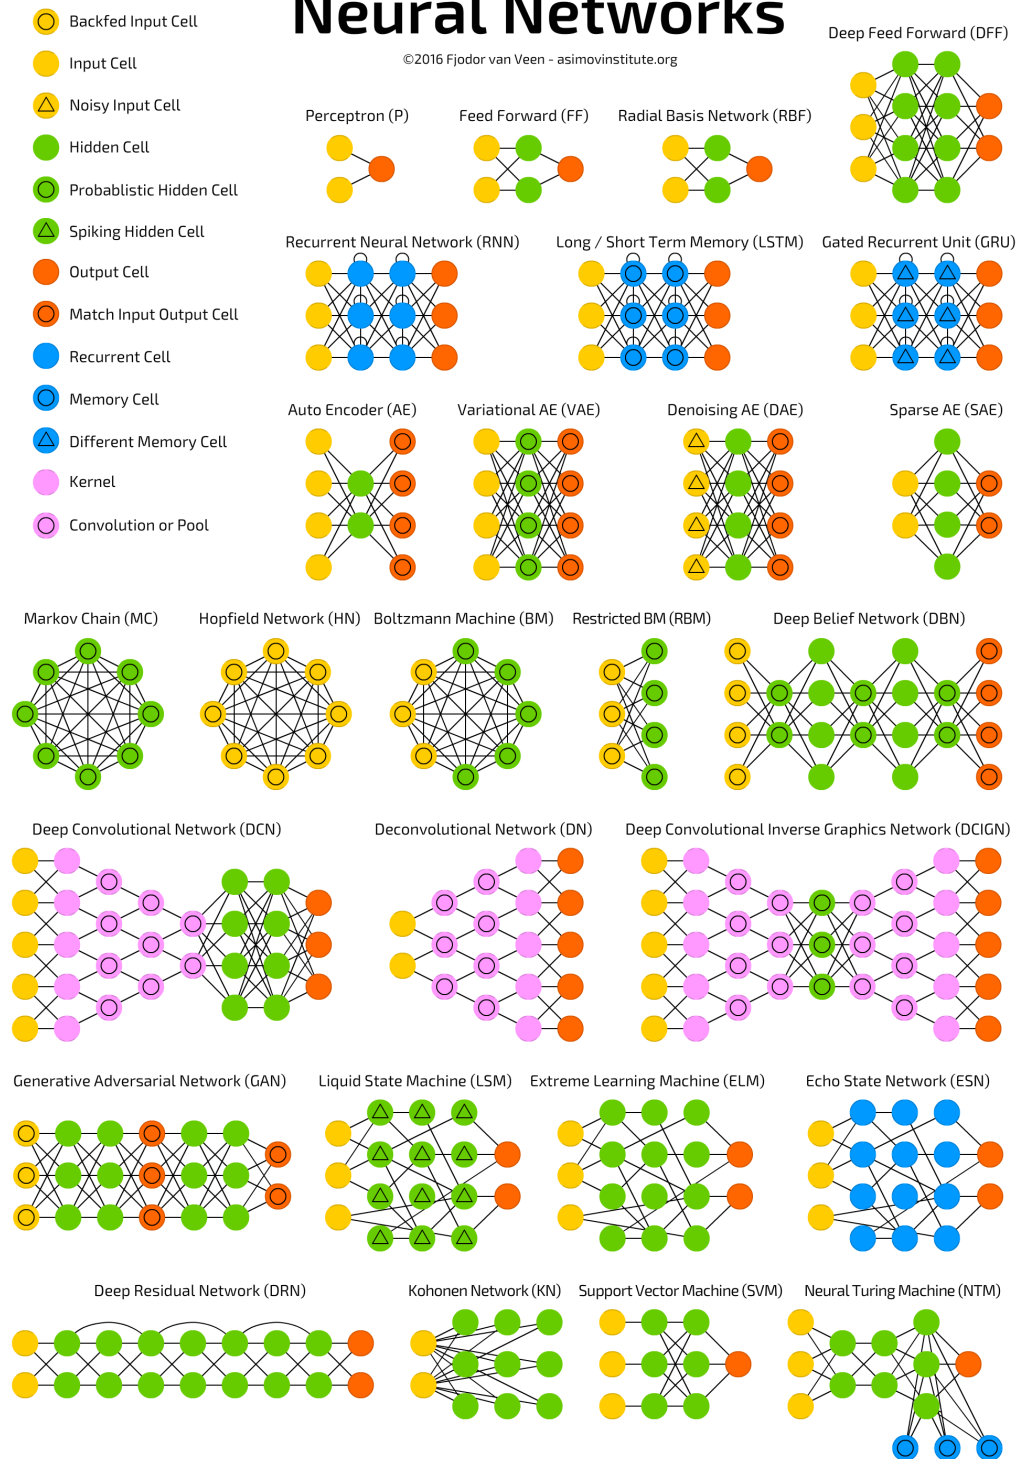 Neural Networks
©2016 Fjodor van Veen - asimovinstitute.org
Backfed Input Cell
Input Cell
Noisy Input Cell
Hidden Cell
Probablistic Hidden Cell
Spiking Hidden Cell
Output Cell
Match Input Output Cell
Recurrent Cell
Memory Cell
Different Memory Cell
Kernel
Convolution or Pool
Deep Feed Forward (DFF)
Perceptron (P)
Feed Forward (FF)
Radial Basis Network (RBF)
Recurrent Neural Network (RNN)
Long / Short Term Memory (LSTM)
Gated Recurrent Unit (GRU)
Auto Encoder (AE)
Variational AE (VAE)
Denoising AE (DAE)
Sparse AE (SAE)
Markov Chain (MC)
Hopfield Network (HN)
Boltzmann Machine (BM)
Restricted BM (RBM)
Deep Belief Network (DBN)
Deep Convolutional Network (DCN)
Deconvolutional Network (DN)
Deep Convolutional Inverse Graphics Network (DCIGN)
Generative Adversarial Network (GAN)
Liquid State Machine (LSM)
Extreme Learning Machine (ELM)
Echo State Network (ESN)
Deep Residual Network (DRN)
Kohonen Network (KN)
Support Vector Machine (SVM)
Neural Turing Machine (NTM)